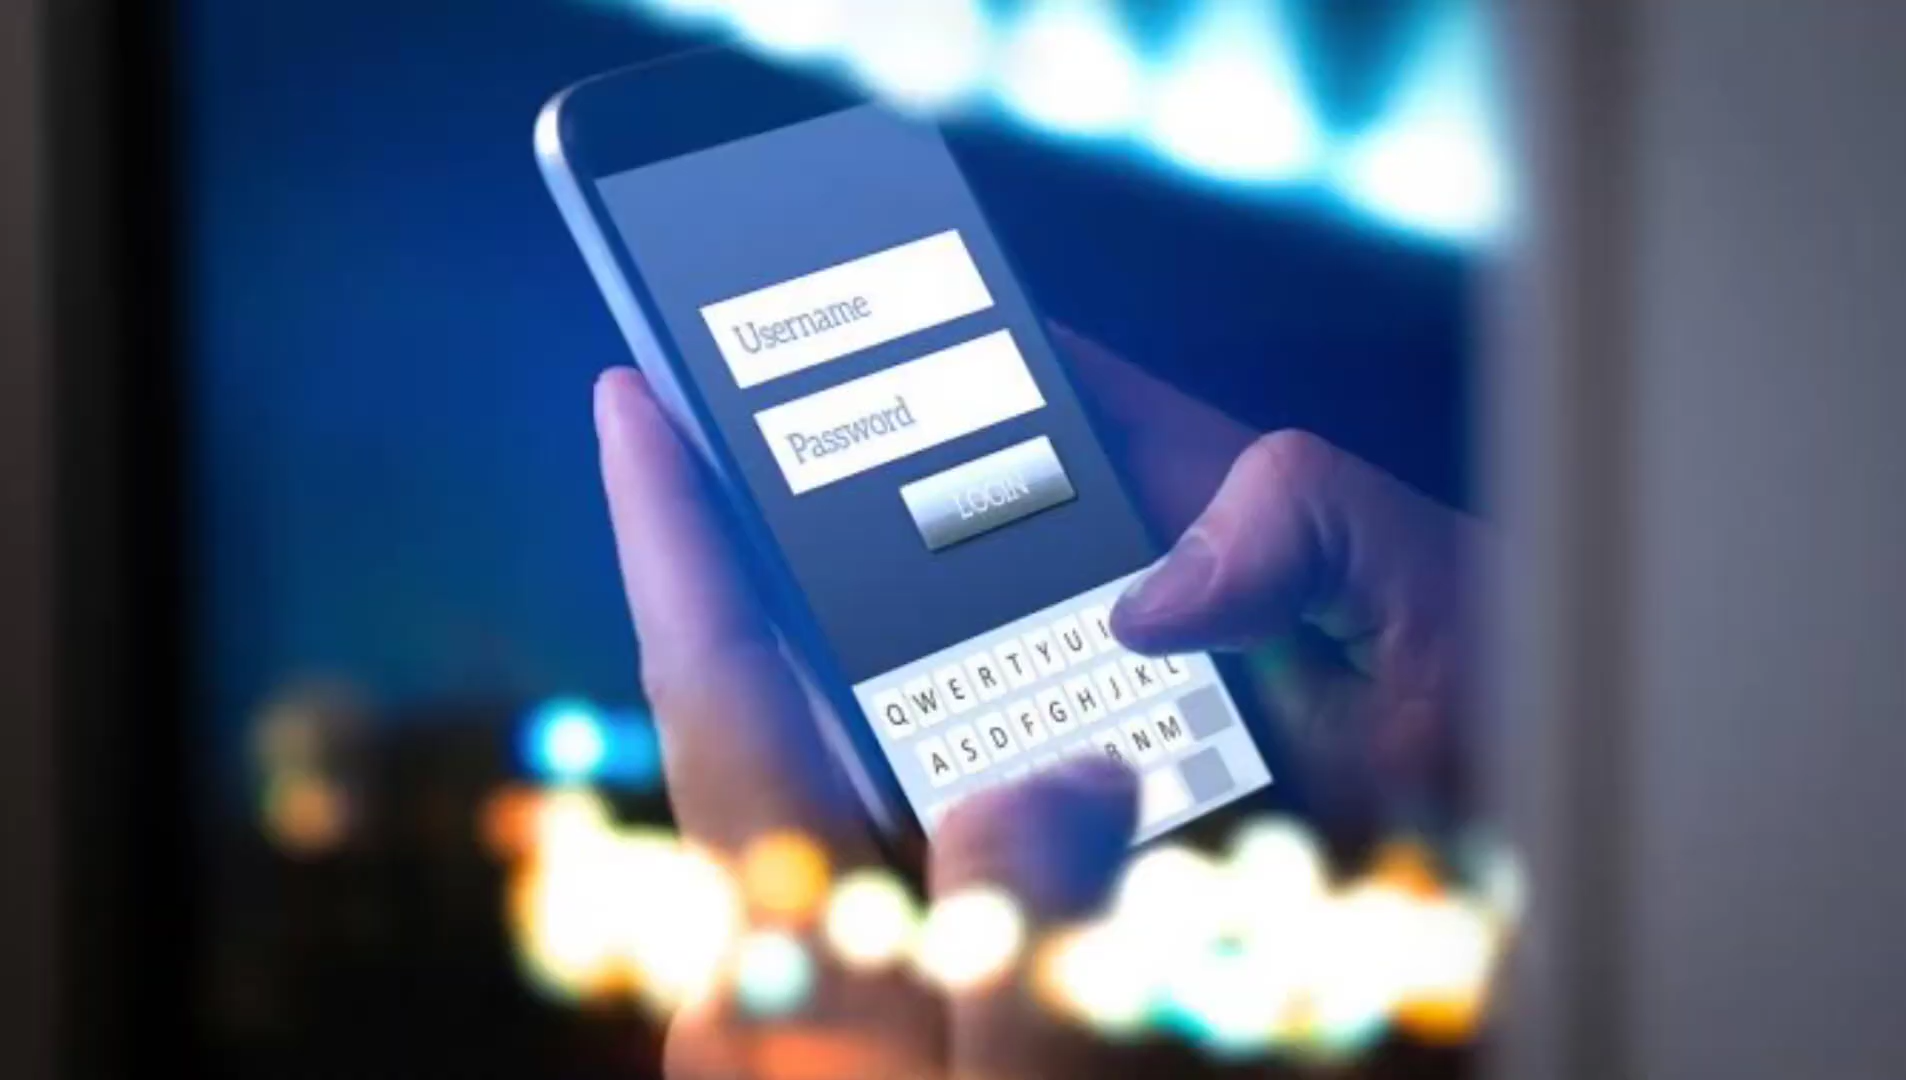 Username
Password
LOGIN
Q W E R T Y U I
A S D F G H J K L
B N M